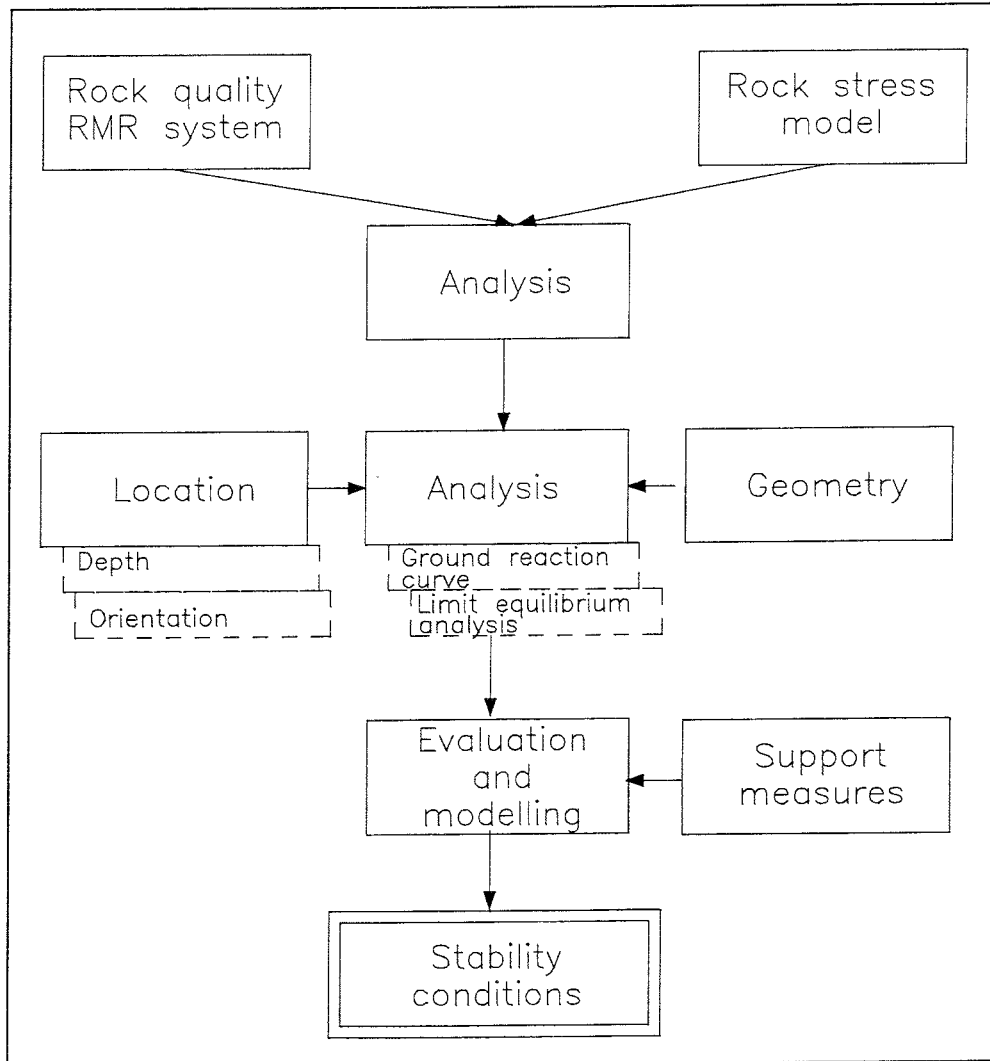 Rock quality
RMR system
Rock stress
model
Analysis
Location
Analysis
Geometry
Depth
Orientation
Ground reaction
curve
Limit equilibrium
analysis
Evaluation
and
modelling
Support
measures
Stability
conditions